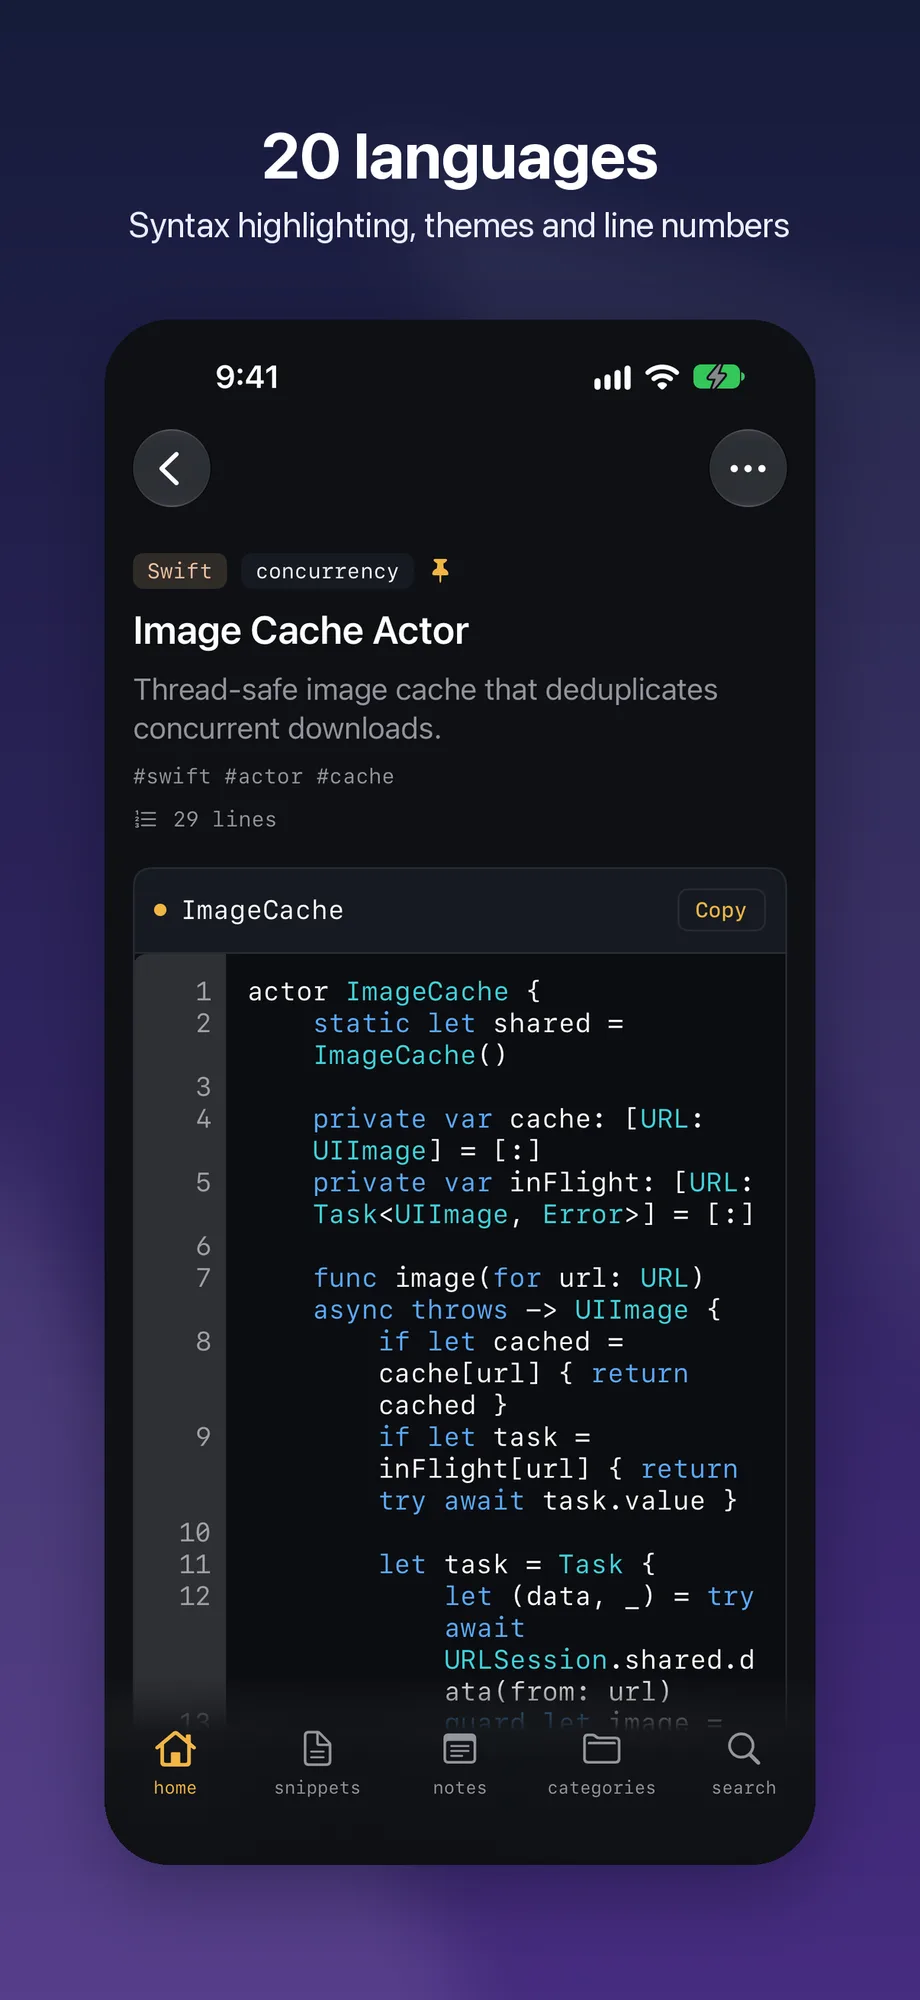 20 languages
Syntax highlighting, themes and line numbers
9:41
Swift concurrency
Image Cache Actor
Thread-safe image cache that deduplicates
concurrent downloads.
#swift #actor #cache
29 lines
ImageCache Copy
1 actor ImageCache {
2 static let shared =
ImageCache()
3
4 private var cache: [URL:
UIImage] = [:]
5 private var inFlight: [URL:
Task<UIImage, Error>] = [:]
6
7 func image(for url: URL)
async throws -> UIImage {
8 if let cached =
cache[url] { return
cached }
9 if let task =
inFlight[url] { return
try await task.value }
10
11 let task = Task {
12 let (data, _) = try
await
URLSession.shared.d
ata(from: url)
13 guard let image =
home snippets notes categories search